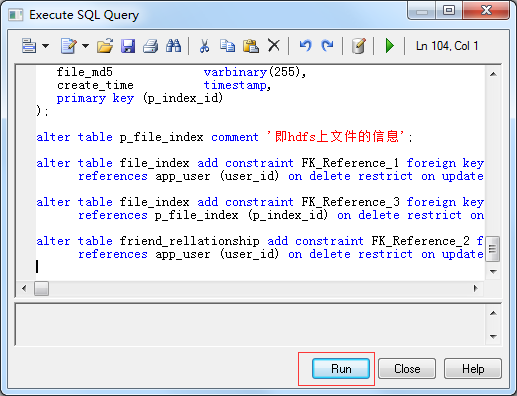 Execute SQL Query
Ln 104, Col 1
file_md5 varbinary(255),
create_time timestamp,
primary key (p_index_id)
);
alter table p_file_index comment '即hdfs上文件的信息';
alter table file_index add constraint FK_Reference_1 foreign key
references app_user (user_id) on delete restrict on update
alter table file_index add constraint FK_Reference_3 foreign key
references p_file_index (p_index_id) on delete restrict on
alter table friend_rellationship add constraint FK_Reference_2 f
references app_user (user_id) on delete restrict on update
Run Close Help